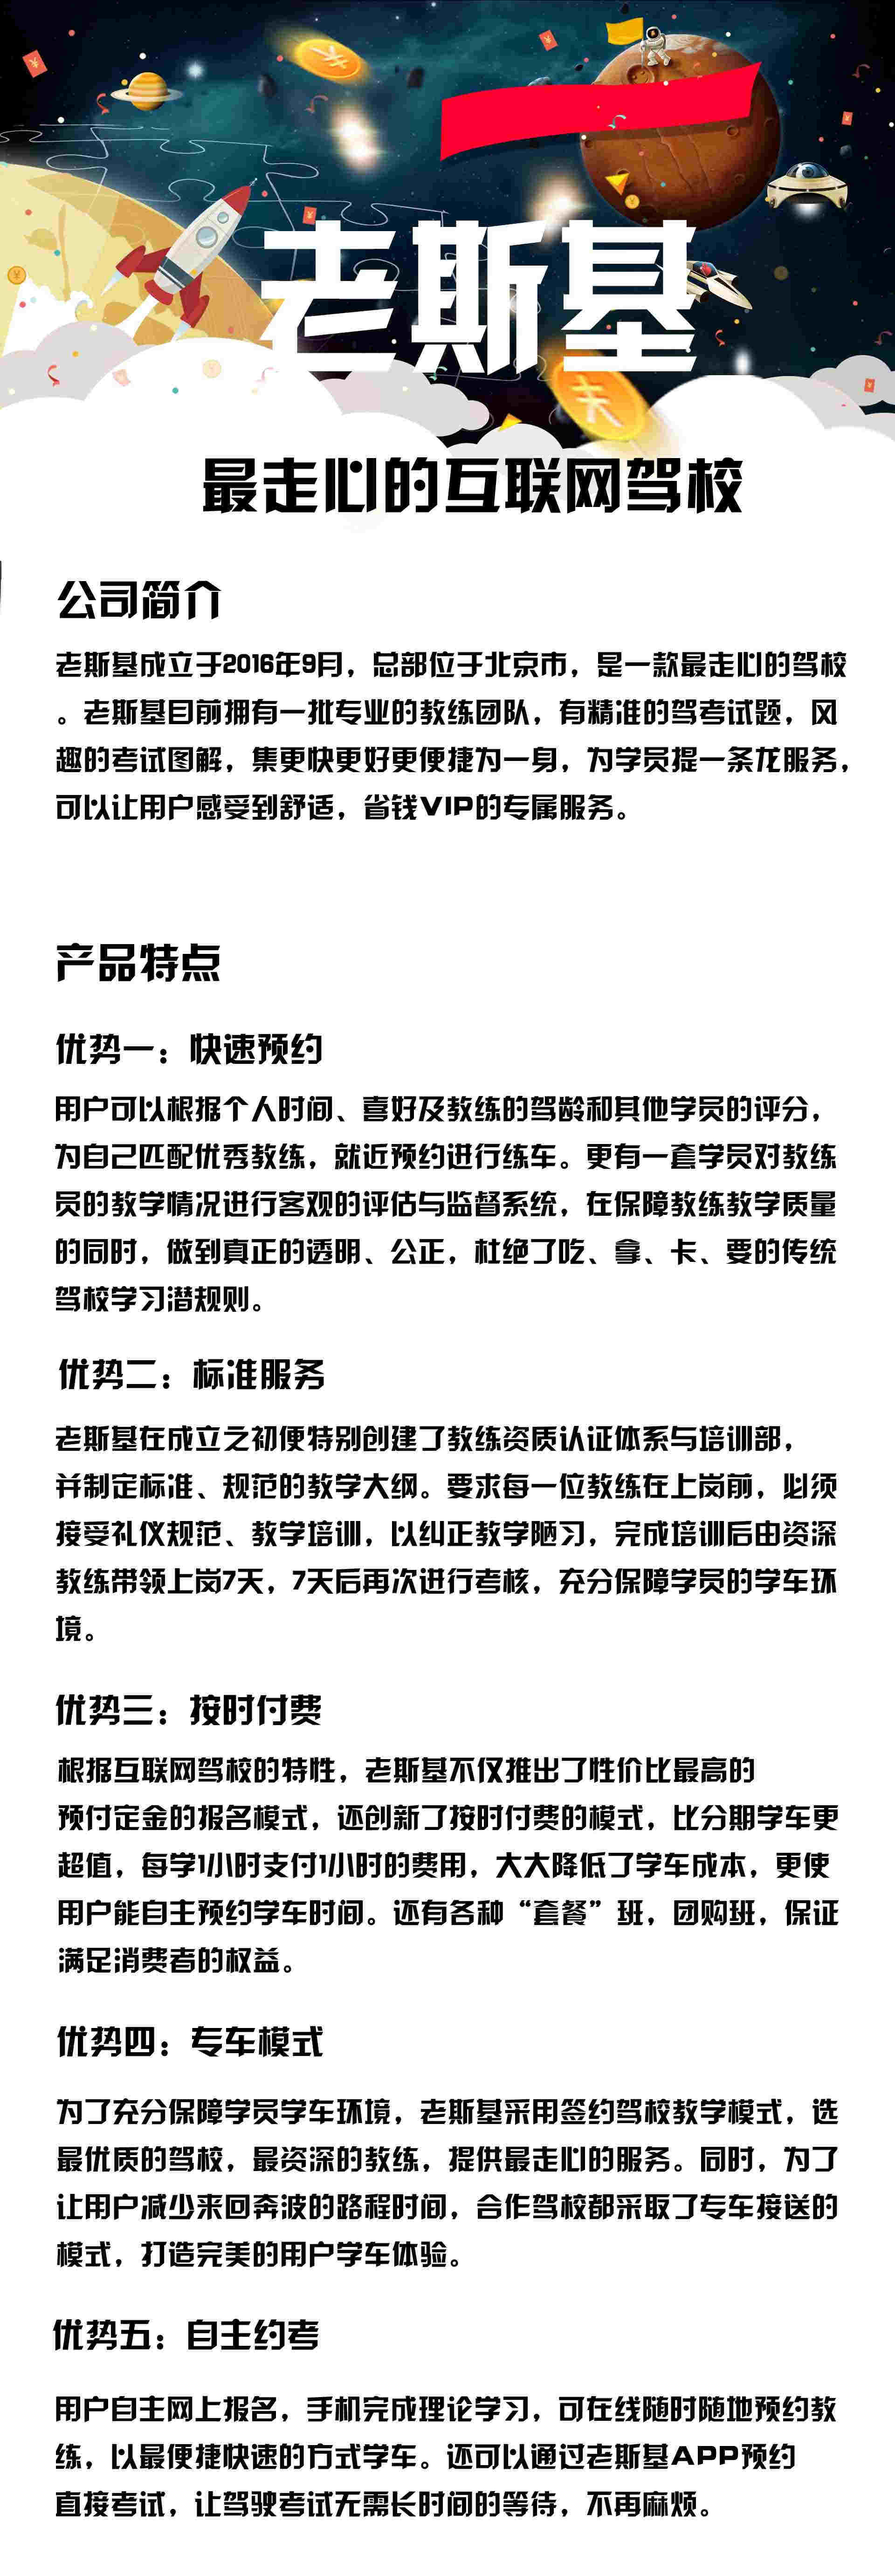 老斯基
最走心的互联网驾校
公司简介
老斯基成立于2016年9月，总部位于北京市，是一款最走心的驾校
。老斯基目前拥有一批专业的教练团队，有精准的驾考试题，风
趣的考试图解，集更快更好更便捷为一身，为学员提一条龙服务，
可以让用户感受到舒适，省钱VIP的专属服务。
产品特点
优势一：快速预约
用户可以根据个人时间、喜好及教练的驾龄和其他学员的评分，
为自己匹配优秀教练，就近预约进行练车。更有一套学员对教练
员的教学情况进行客观的评估与监督系统，在保障教练教学质量
的同时，做到真正的透明、公正，杜绝了吃、拿、卡、要的传统
驾校学习潜规则。
优势二：标准服务
老斯基在成立之初便特别创建了教练资质认证体系与培训部，
并制定标准、规范的教学大纲。要求每一位教练在上岗前，必须
接受礼仪规范、教学培训，以纠正教学陋习，完成培训后由资深
教练带领上岗7天，7天后再次进行考核，充分保障学员的学车环
境。
优势三：按时付费
根据互联网驾校的特性，老斯基不仅推出了性价比最高的
预付定金的报名模式，还创新了按时付费的模式，比分期学车更
超值，每学1小时支付1小时的费用，大大降低了学车成本，更使
用户能自主预约学车时间。还有各种“套餐”班，团购班，保证
满足消费者的权益。
优势四：专车模式
为了充分保障学员学车环境，老斯基采用签约驾校教学模式，选
最优质的驾校，最资深的教练，提供最走心的服务。同时，为了
让用户减少来回奔波的路程时间，合作驾校都采取了专车接送的
模式，打造完美的用户学车体验。
优势五：自主约考
用户自主网上报名，手机完成理论学习，可在线随时随地预约教
练，以最便捷快速的方式学车。还可以通过老斯基APP预约
直接考试，让驾驶考试无需长时间的等待，不再麻烦。